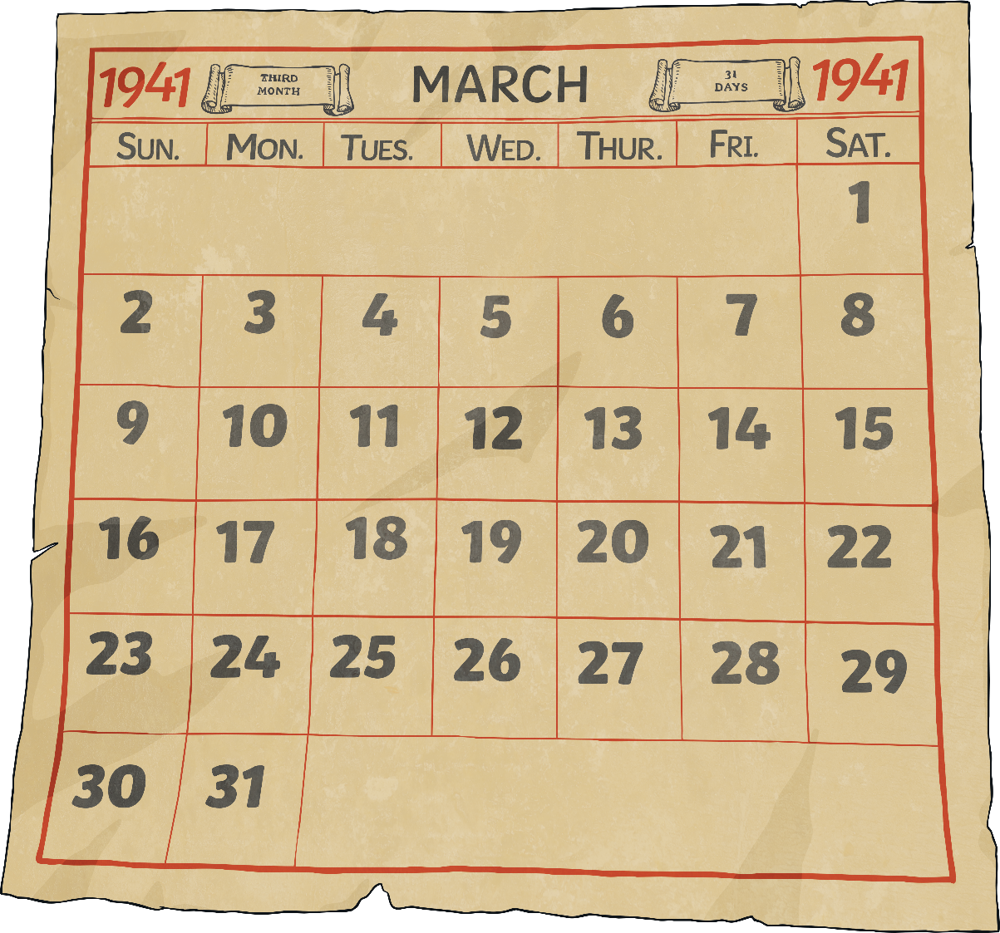 1941 THIRD MONTH MARCH 31 DAYS 1941
SUN. MON. TUES. WED. THUR. FRI. SAT.
1
2 3 4 5 6 7 8
9 10 11 12 13 14 15
16 17 18 19 20 21 22
23 24 25 26 27 28 29
30 31